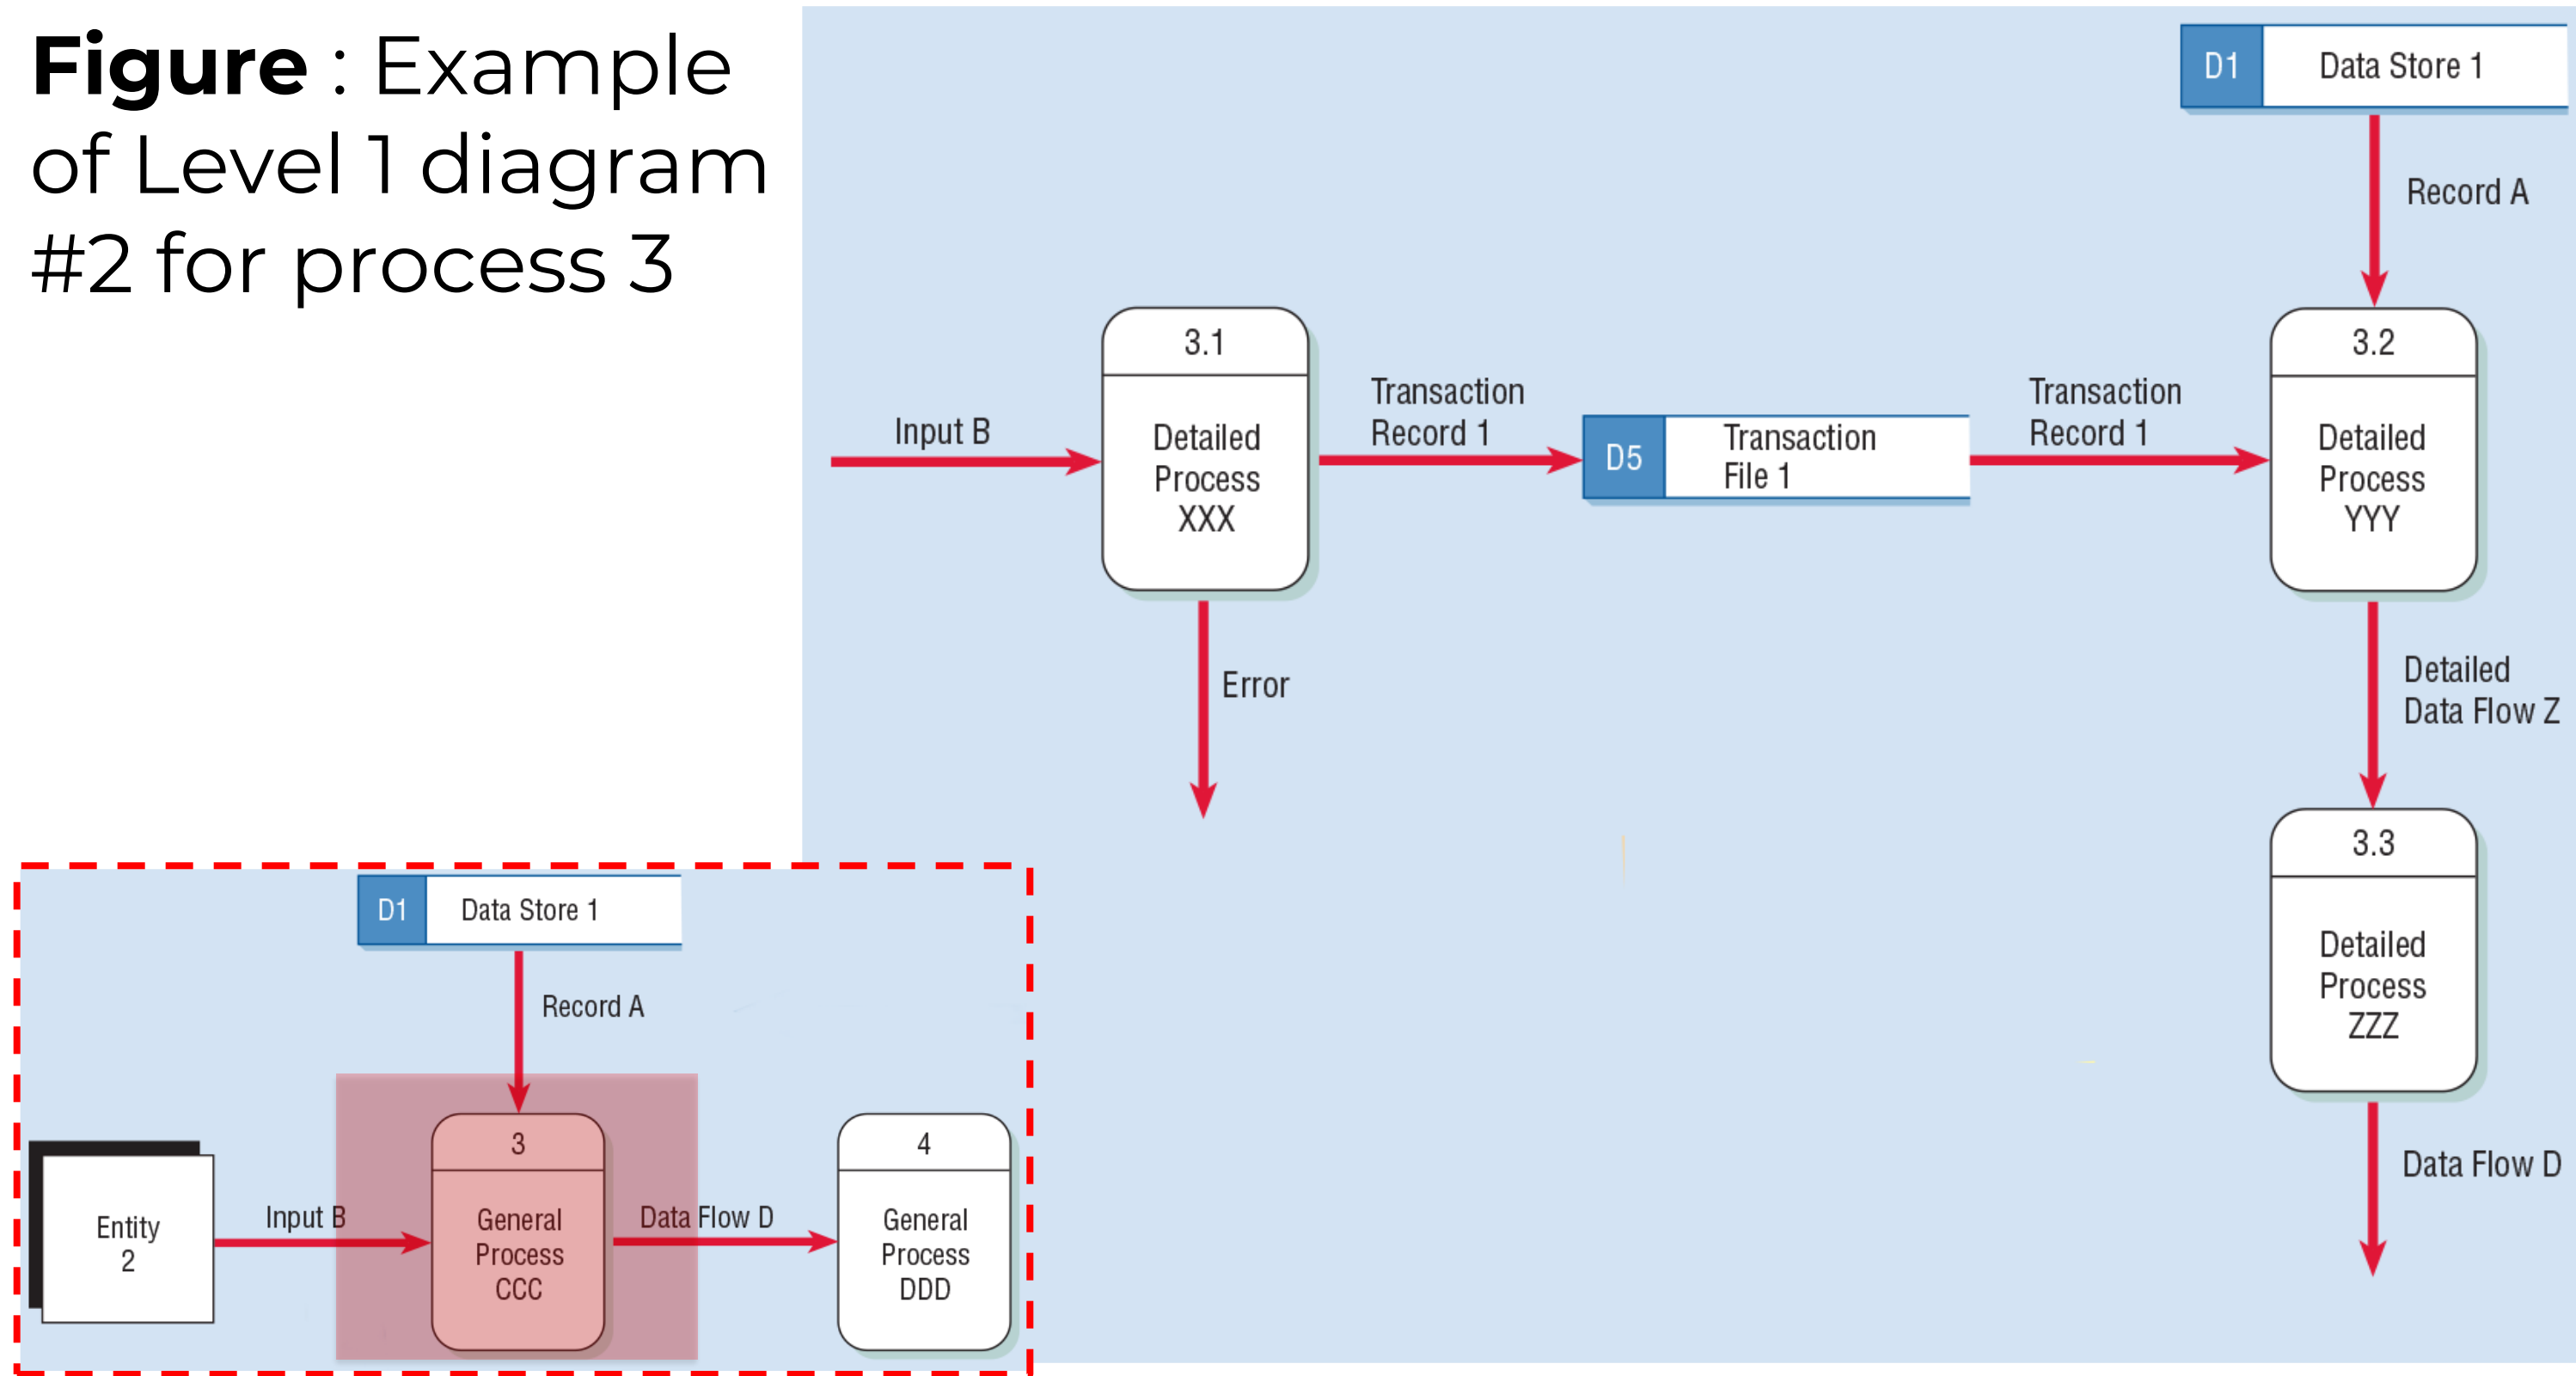 Figure : Example
of Level 1 diagram
#2 for process 3
D1 Data Store 1
Record A
3.1
Detailed
Process
XXX
Input B
Transaction
Record 1
D5
Transaction
File 1
Transaction
Record 1
3.2
Detailed
Process
YYY
Error
Detailed
Data Flow Z
3.3
Detailed
Process
ZZZ
Data Flow D
D1 Data Store 1
Record A
Entity
2
Input B
3
General
Process
CCC
Data Flow D
4
General
Process
DDD